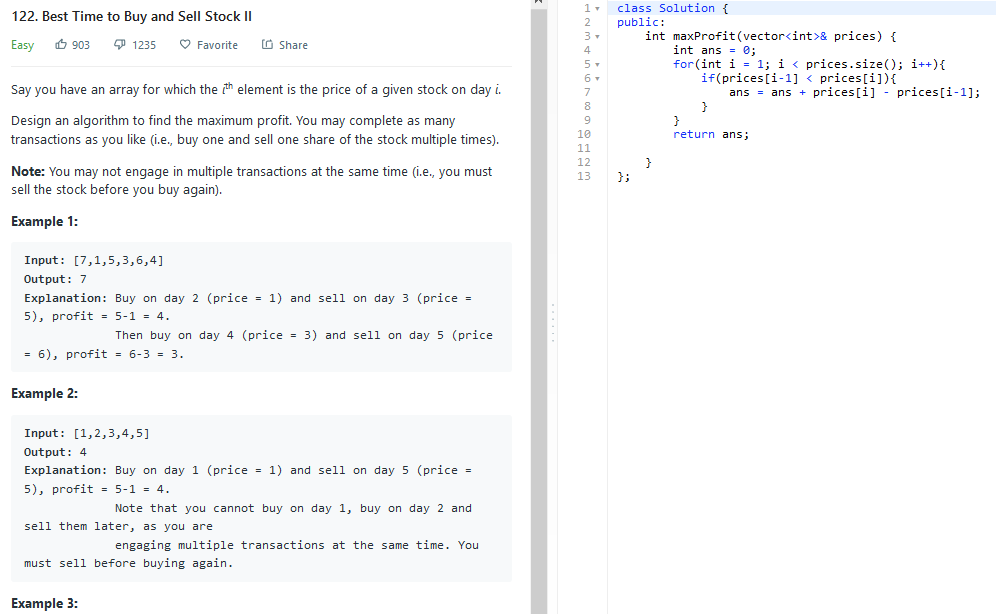 122. Best Time to Buy and Sell Stock II
Easy 903 1235 Favorite Share
Say you have an array for which the ith element is the price of a given stock on day i.
Design an algorithm to find the maximum profit. You may complete as many
transactions as you like (i.e., buy one and sell one share of the stock multiple times).
Note: You may not engage in multiple transactions at the same time (i.e., you must
sell the stock before you buy again).
Example 1:
Input: [7,1,5,3,6,4]
Output: 7
Explanation: Buy on day 2 (price = 1) and sell on day 3 (price =
5), profit = 5-1 = 4.
Then buy on day 4 (price = 3) and sell on day 5 (price
= 6), profit = 6-3 = 3.
Example 2:
Input: [1,2,3,4,5]
Output: 4
Explanation: Buy on day 1 (price = 1) and sell on day 5 (price =
5), profit = 5-1 = 4.
Note that you cannot buy on day 1, buy on day 2 and
sell them later, as you are
engaging multiple transactions at the same time. You
must sell before buying again.
Example 3:
1 class Solution {
2 public:
3 int maxProfit(vector<int>& prices) {
4 int ans = 0;
5 for(int i = 1; i < prices.size(); i++){
6 if(prices[i-1] < prices[i]){
7 ans = ans + prices[i] - prices[i-1];
8 }
9 }
10 return ans;
11
12 }
13 };